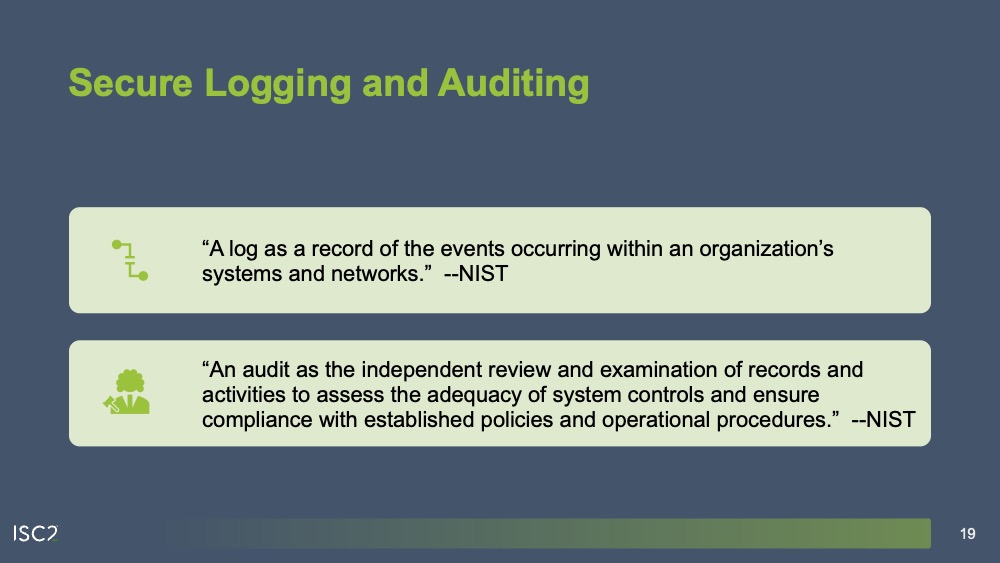 Secure Logging and Auditing
“A log as a record of the events occurring within an organization’s
systems and networks.”  --NIST
“An audit as the independent review and examination of records and
activities to assess the adequacy of system controls and ensure
compliance with established policies and operational procedures.”  --NIST
ISC2
19